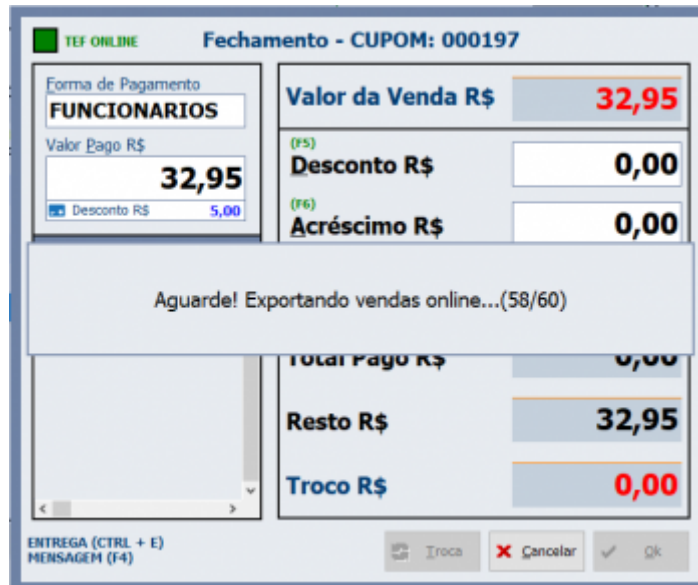 TEF ONLINE
Fechamento - CUPOM: 000197
Forma de Pagamento
FUNCIONARIOS
Valor Pago R$
32,95
Desconto R$ 5,00
Valor da Venda R$ 32,95
(F5)
Desconto R$ 0,00
(F6)
Acréscimo R$ 0,00
Aguarde! Exportando vendas online...(58/60)
Total Pago R$ 0,00
Resto R$ 32,95
Troco R$ 0,00
ENTREGA (CTRL + E)
MENSAGEM (F4)
Troca Cancelar Ok